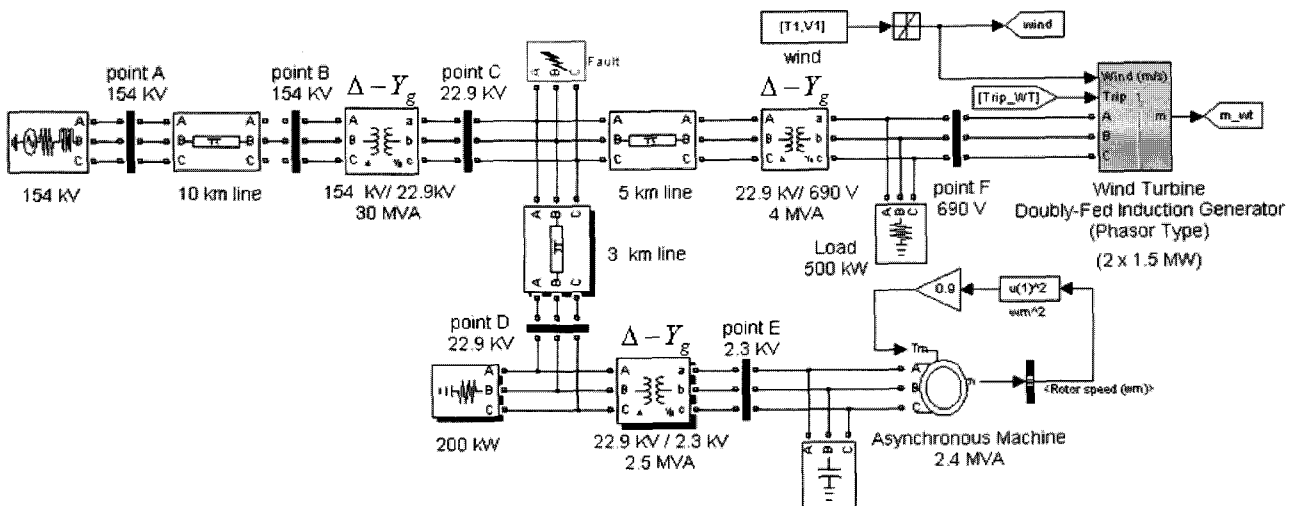 [T1,V1]
wind
wind
Fault
A B C
point A
154 KV
point B
154 KV
Δ − Yg
point C
22.9 KV
Δ − Yg
[Trip_WT]
Wind (m/s)
Trip
A
B
C
m
m_wt
A
B
C
A
B
C
A
B
C
A
B
C
a
b
c
A
B
C
A
B
C
A
B
C
a
b
c
154 kV
10 km line
154 KV/ 22.9kV
30 MVA
5 km line
22.9 KV/ 690 V
4 MVA
point F
690 V
Wind Turbine
Doubly-Fed Induction Generator
(Phasor Type)
(2 x 1.5 MW)
A B C
3 km line
A B C
A B C
Load
500 kW
0.9
u(1)^2
wm^2
point D
22.9 KV
Δ − Yg
point E
2.3 KV
Tm
A
B
C
m
<Rotor speed (wm)>
A
B
C
A
B
C
a
b
c
200 kW
22.9 KV / 2.3 kV
2.5 MVA
A B C
Asynchronous Machine
2.4 MVA